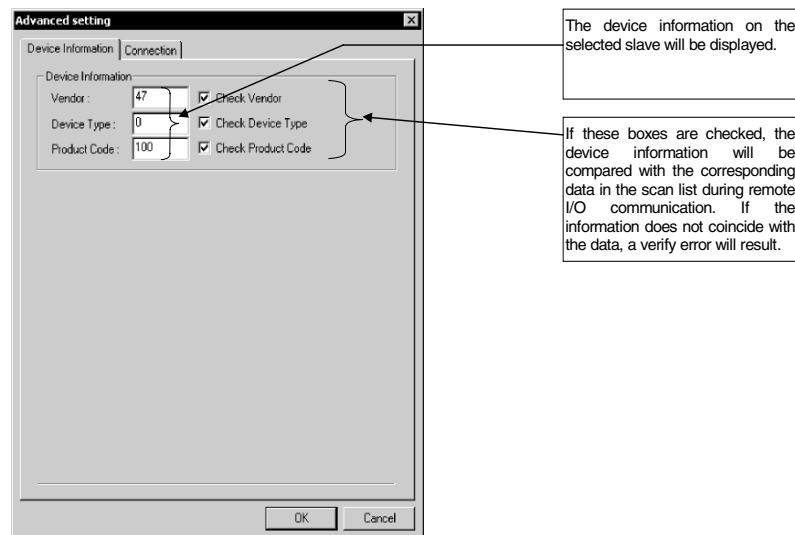 Advanced setting
Device Information
Connection
Device Information
Vendor :
47
Check Vendor
Device Type :
0
Check Device Type
Product Code :
100
Check Product Code
OK
Cancel
The device information on the
selected slave will be displayed.
If these boxes are checked, the
device information will be
compared with the corresponding
data in the scan list during remote
I/O communication. If the
information does not coincide with
the data, a verify error will result.